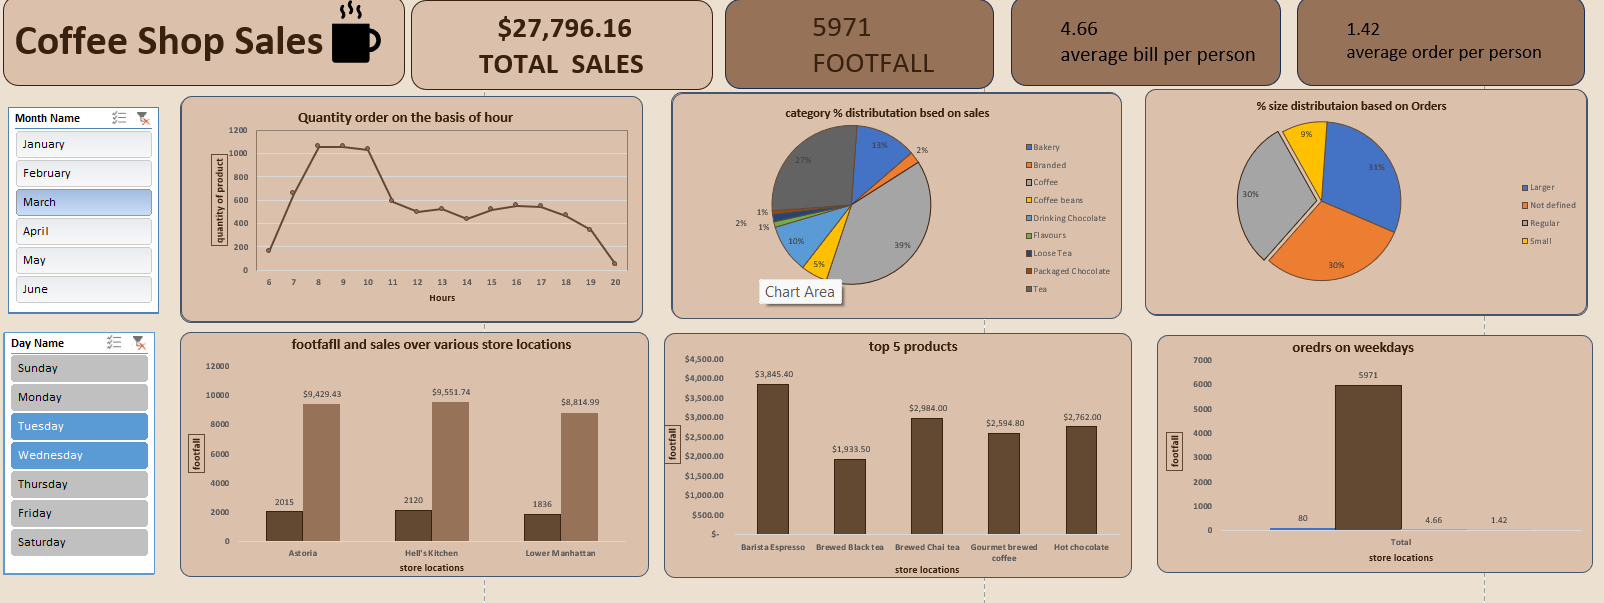 Coffee Shop Sales
$27,796.16
TOTAL SALES
5971
FOOTFALL
4.66
average bill per person
1.42
average order per person
Month Name
January
February
March
April
May
June
Quantity order on the basis of hour
quantity of product
1200
1000
800
600
400
200
0
6 7 8 9 10 11 12 13 14 15 16 17 18 19 20
Hours
category % distributation bsed on sales
13%
2%
39%
5%
10%
1%
2%
1%
27%
Bakery
Branded
Coffee
Coffee beans
Drinking Chocolate
Flavours
Loose Tea
Packaged Chocolate
Tea
Chart Area
% size distributaion based on Orders
9%
31%
30%
30%
Larger
Not defined
Regular
Small
Day Name
Sunday
Monday
Tuesday
Wednesday
Thursday
Friday
Saturday
footfafll and sales over various store locations
footfall
12000
10000
8000
6000
4000
2000
0
2015
$9,429.43
2120
$9,551.74
1836
$8,814.99
Astoria
Hell's Kitchen
Lower Manhattan
store locations
top 5 products
footfall
$4,500.00
$4,000.00
$3,500.00
$3,000.00
$2,500.00
$2,000.00
$1,500.00
$1,000.00
$500.00
$-
$3,845.40
$1,933.50
$2,984.00
$2,594.80
$2,762.00
Barista Espresso
Brewed Black tea
Brewed Chai tea
Gourmet brewed
coffee
Hot chocolate
store locations
oredrs on weekdays
footfall
7000
6000
5000
4000
3000
2000
1000
0
80
5971
4.66
1.42
Total
store locations